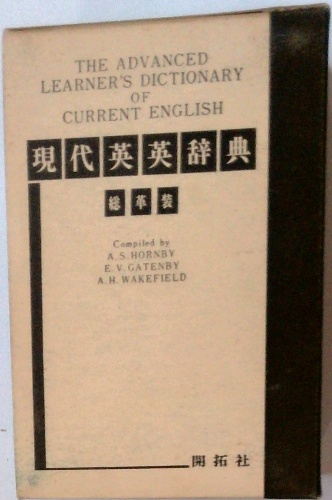 THE ADVANCED
LEARNER'S DICTIONARY
OF
CURRENT ENGLISH
現代英英辞典
総革装
Compiled by
A. S. HORNBY
E. V. GATENBY
A. H. WAKEFIELD
開拓社